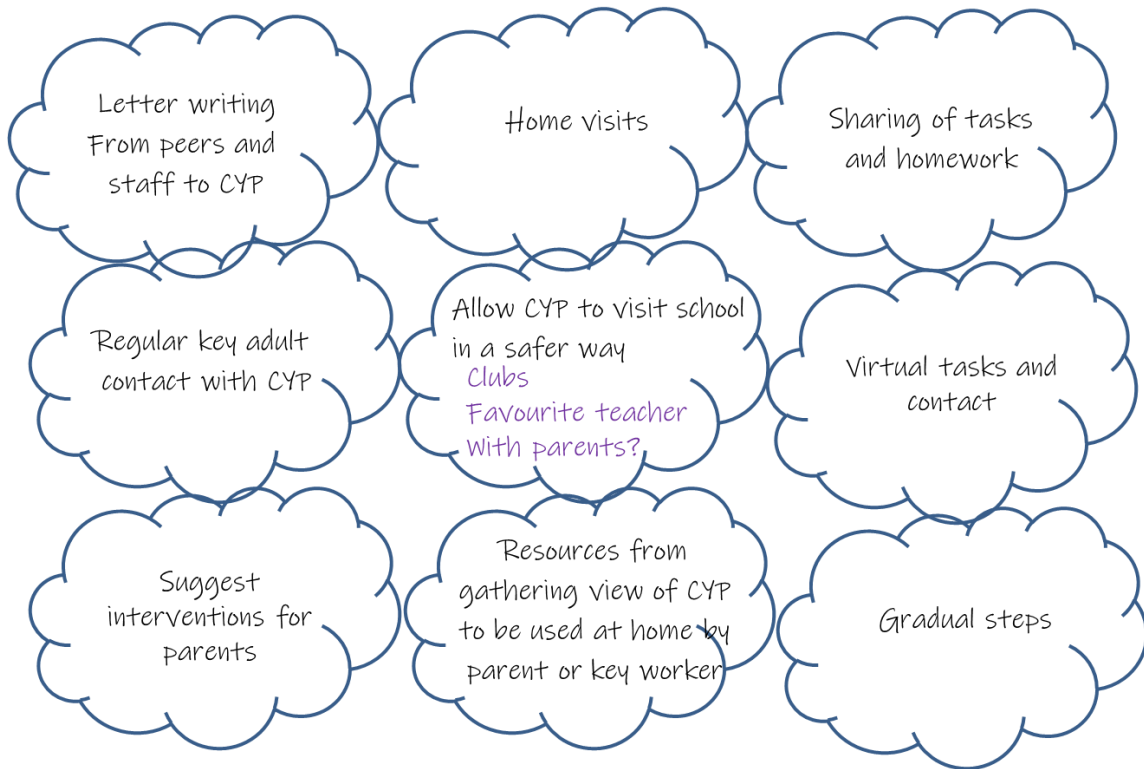 Letter writing
From peers and
staff to CYP
Home visits
Sharing of tasks
and homework
Regular key adult
contact with CYP
Allow CYP to visit school
in a safer way
Clubs
Favourite teacher
With parents?
Virtual tasks and
contact
Suggest
interventions for
parents
Resources from
gathering view of CYP
to be used at home by
parent or key worker
Gradual steps